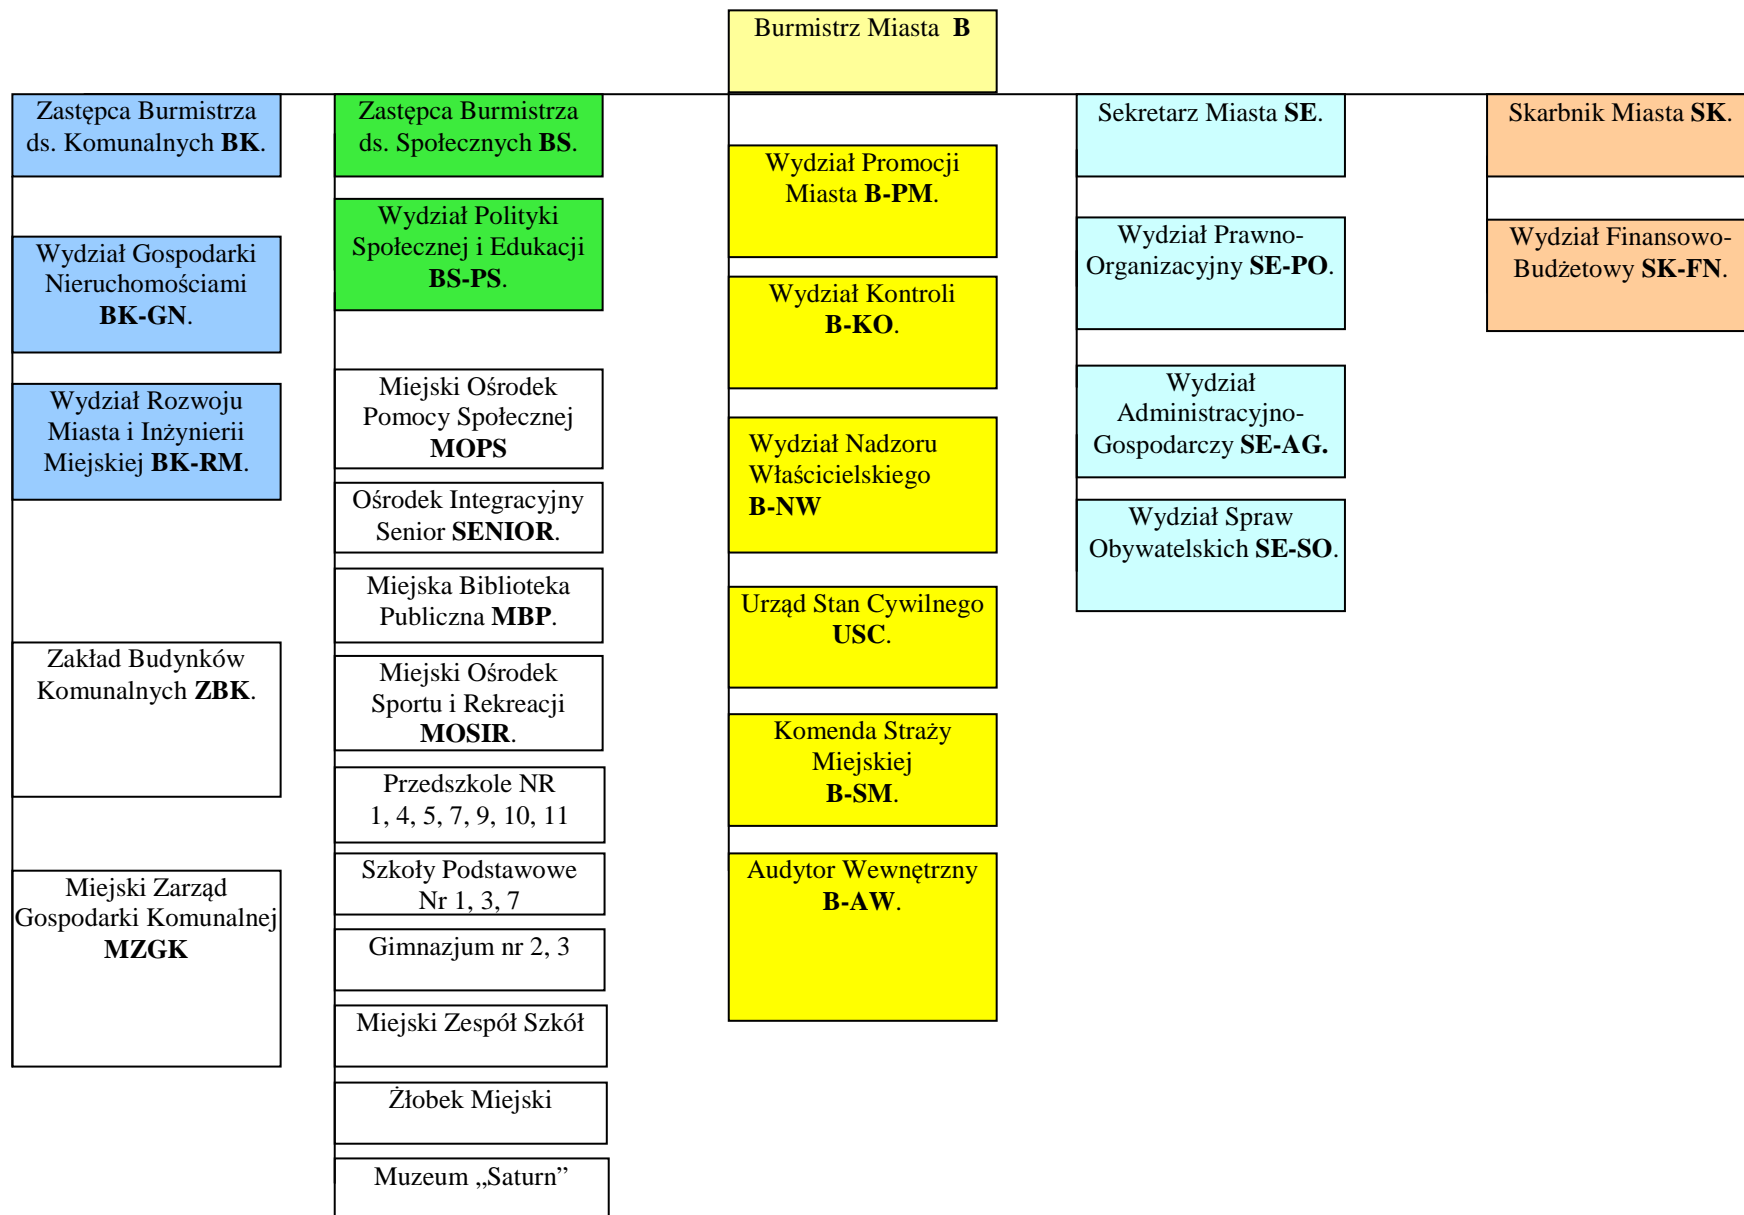 Burmistrz Miasta B
Zastępca Burmistrza
ds. Komunalnych BK.
Wydział Gospodarki
Nieruchomościami
BK-GN.
Wydział Rozwoju
Miasta i Inżynierii
Miejskiej BK-RM.
Zakład Budynków
Komunalnych ZBK.
Miejski Zarząd
Gospodarki Komunalnej
MZGK
Zastępca Burmistrza
ds. Społecznych BS.
Wydział Polityki
Społecznej i Edukacji
BS-PS.
Miejski Ośrodek
Pomocy Społecznej
MOPS
Ośrodek Integracyjny
Senior SENIOR.
Miejska Biblioteka
Publiczna MBP.
Miejski Ośrodek
Sportu i Rekreacji
MOSIR.
Przedszkole NR
1, 4, 5, 7, 9, 10, 11
Szkoły Podstawowe
Nr 1, 3, 7
Gimnazjum nr 2, 3
Miejski Zespół Szkół
Żłobek Miejski
Muzeum „Saturn”
Wydział Promocji
Miasta B-PM.
Wydział Kontroli
B-KO.
Wydział Nadzoru
Właścicielskiego
B-NW
Urząd Stan Cywilnego
USC.
Komenda Straży
Miejskiej
B-SM.
Audytor Wewnętrzny
B-AW.
Sekretarz Miasta SE.
Wydział Prawno-
Organizacyjny SE-PO.
Wydział
Administracyjno-
Gospodarczy SE-AG.
Wydział Spraw
Obywatelskich SE-SO.
Skarbnik Miasta SK.
Wydział Finansowo-
Budżetowy SK-FN.